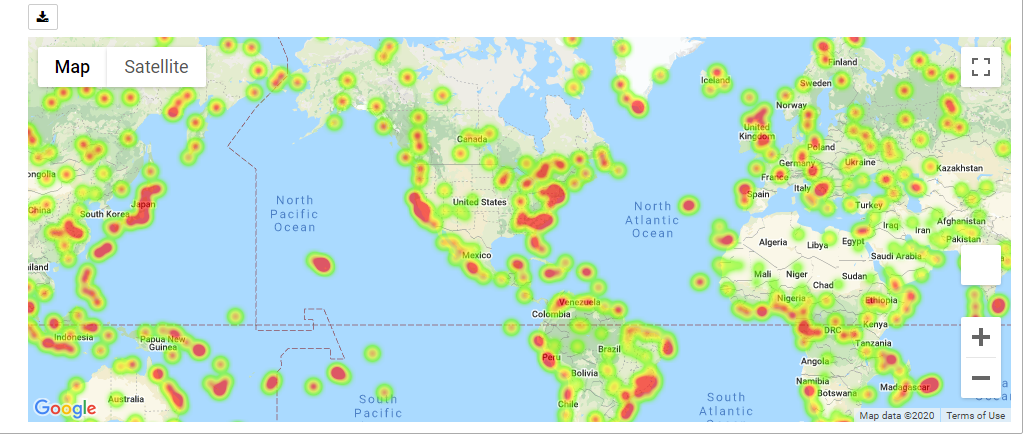 Map
Satellite
Iceland
Finland
Sweden
Norway
United
Kingdom
Canada
Poland
Germany
Ukraine
Kazakhstan
France
Italy
Spain
Turkey
South Korea
Japan
China
North
Pacific
Ocean
United States
North
Atlantic
Ocean
Mexico
Algeria
Libya
Egypt
Iraq
Iran
Afghanistan
Pakistan
Saudi Arabia
Mali
Niger
Chad
Sudan
Nigeria
Ethiopia
Venezuela
Colombia
DRC
Kenya
Tanzania
Indonesia
Papua New
Guinea
Peru
Brazil
Bolivia
Chile
Angola
Namibia
Botswana
Madagascar
Australia
South
Pacific
South
Atlantic
Google
Map data ©2020
Terms of Use